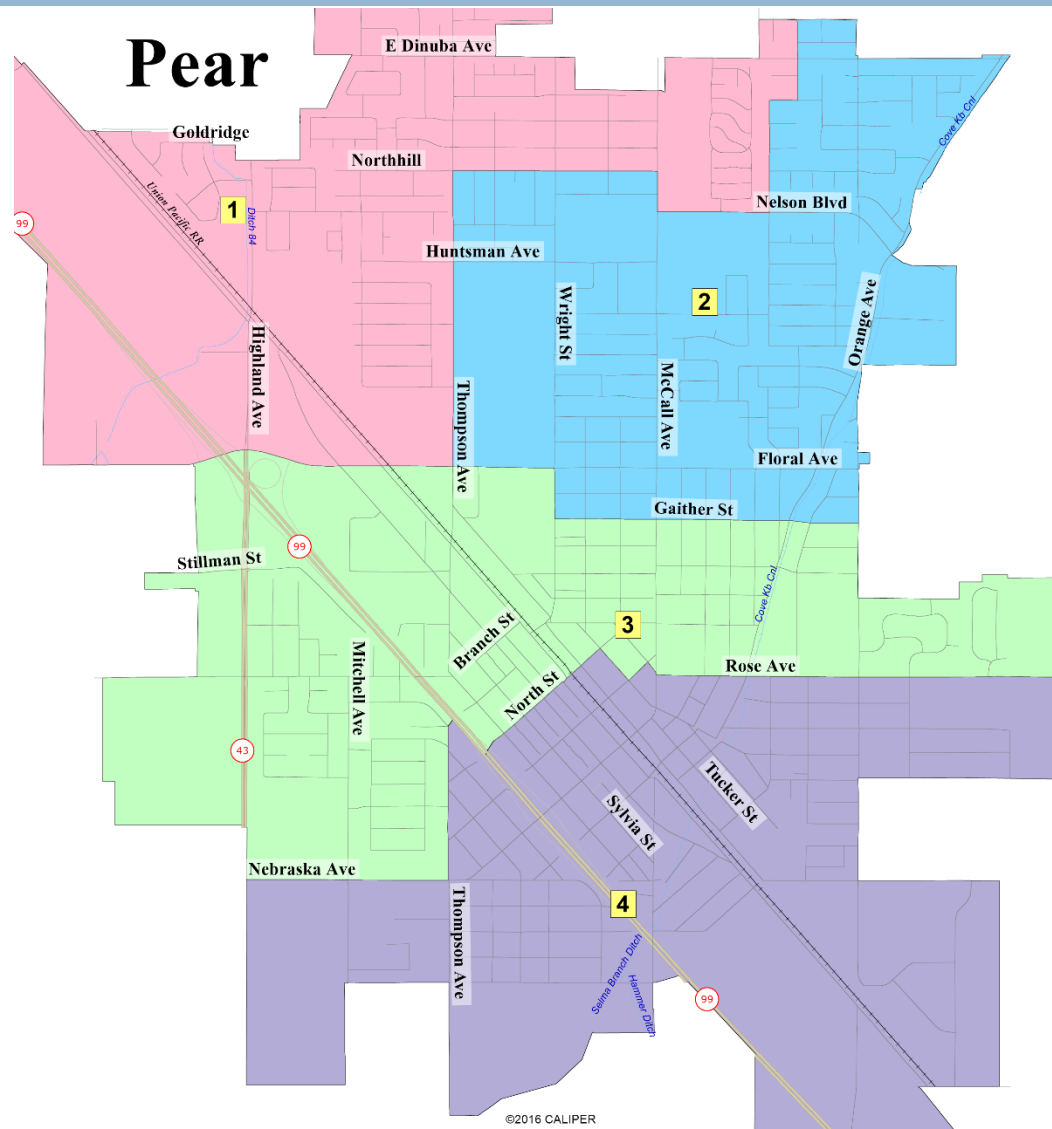 Pear
E Dinuba Ave
Goldridge
Northhill
Union Pacific RR
Cove Kb Cnl
1
Ditch 84
Nelson Blvd
99
Huntsman Ave
2
Wright St
Orange Ave
Highland Ave
McCall Ave
Thompson Ave
Floral Ave
Gaither St
99
Stillman St
Cove Kb Cnl
3
Branch St
Mitchell Ave
Rose Ave
North St
43
Tucker St
Sylvia St
Nebraska Ave
4
Thompson Ave
Selma Branch Ditch
Hammer Ditch
99
©2016 CALIPER